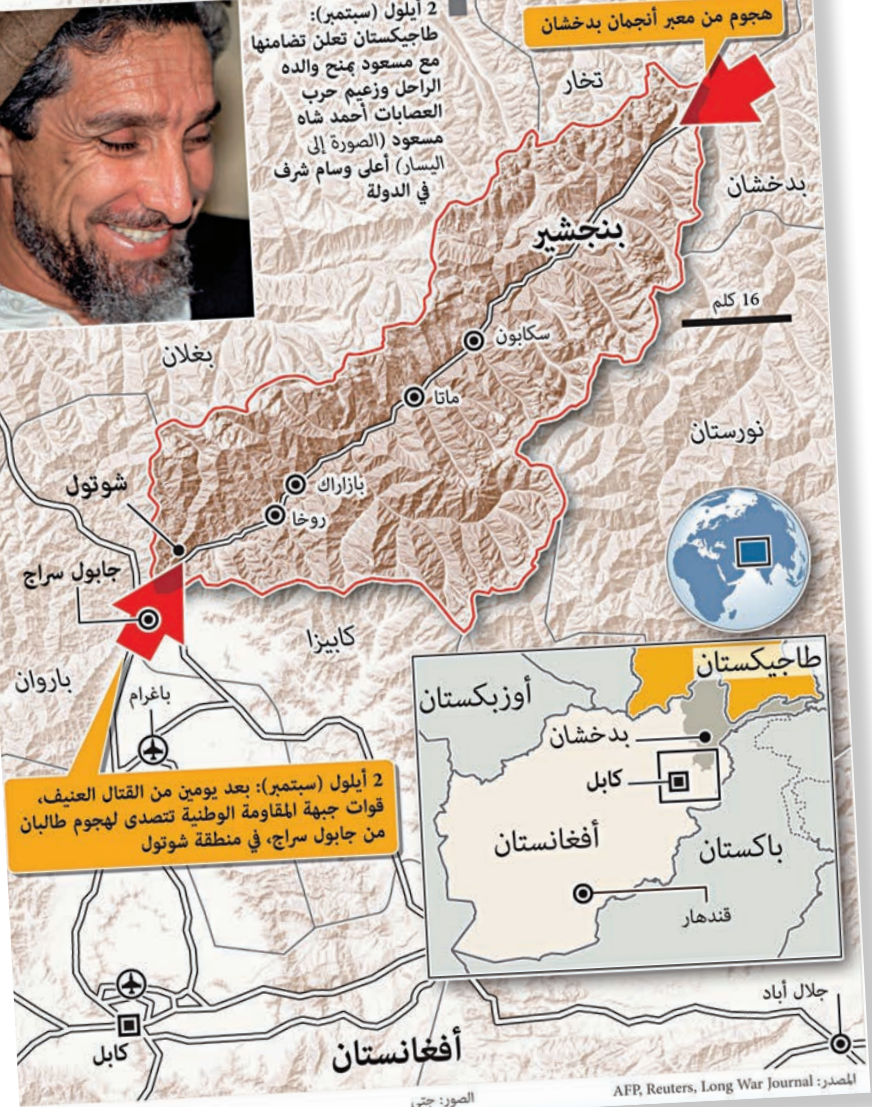 2 أيلول (سبتمبر):
طاجيكستان تعلن تضامنها
مع مسعود بمنح والده
الراحل وزعيم حرب
العصابات أحمد شاه
مسعود (الصورة إلى
اليسار) أعلى وسام شرف
في الدولة
هجوم من معبر أنجمان بدخشان
تخار
بدخشان
بنجشير
16 كلم
سكابون
بغلان
ماتا
نورستان
بازاراك
شوتول
روخا
جابول سراج
كابيزا
باروان
باغرام
طاجيكستان
أوزبكستان
بدخشان
كابل
أفغانستان
باكستان
قندهار
2 أيلول (سبتمبر): بعد يومين من القتال العنيف،
قوات جبهة المقاومة الوطنية تتصدى لهجوم طالبان
من جابول سراج، في منطقة شوتول
جلال أباد
كابل
أفغانستان
المصدر: AFP, Reuters, Long War Journal
الصور: جتي